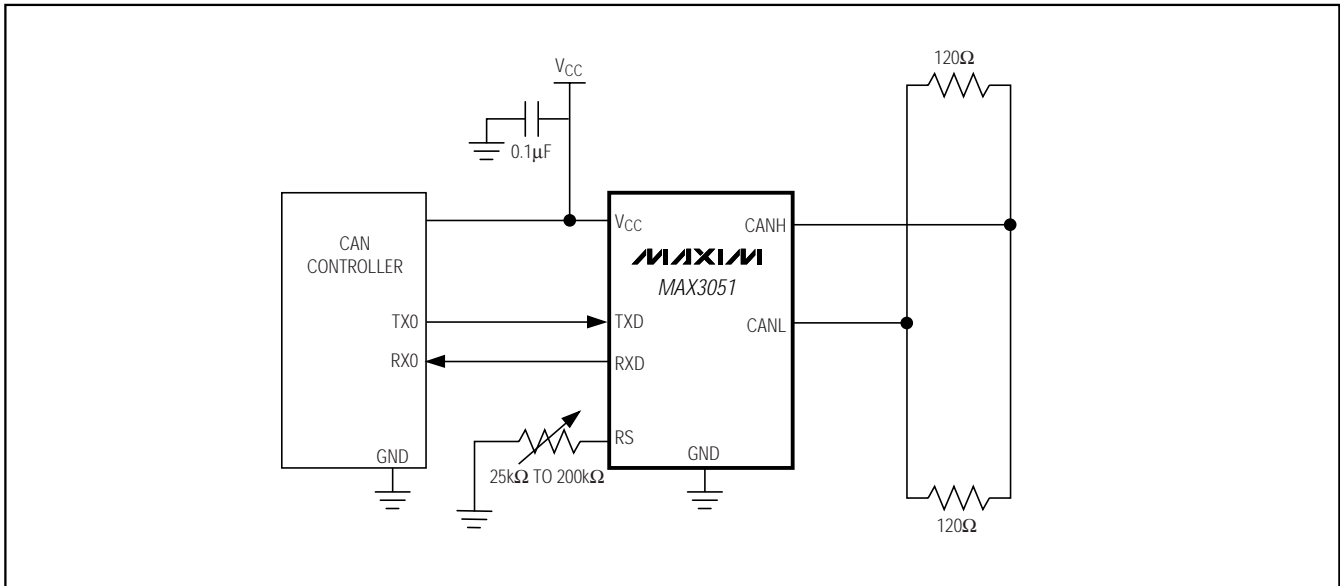 120Ω
VCC
0.1μF
VCC
CANH
CAN
CONTROLLER
MAXIM
MAX3051
TX0
TXD
CANL
RX0
RXD
RS
GND
GND
25kΩ TO 200kΩ
120Ω